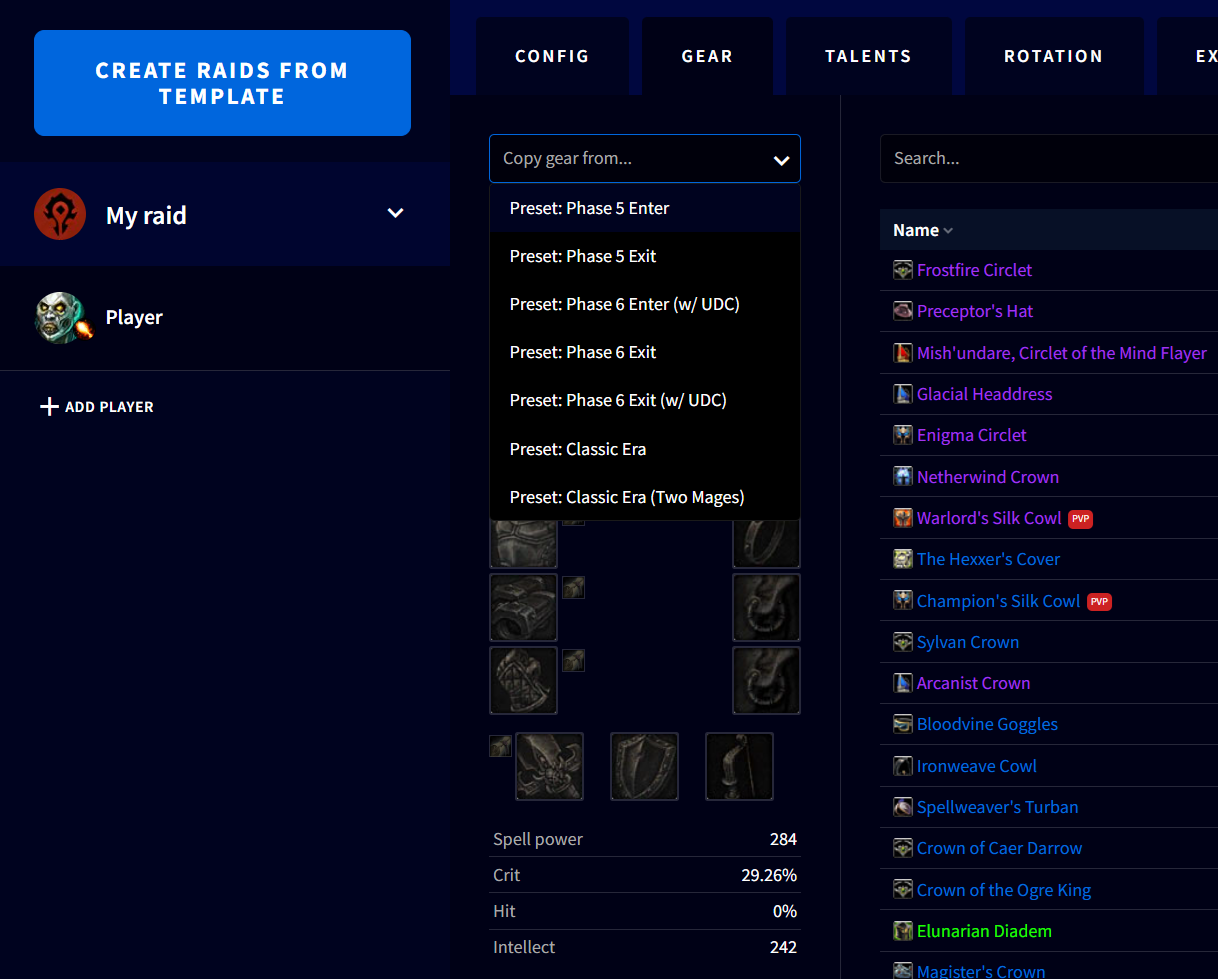 CREATE RAIDS FROM
TEMPLATE
My raid
Player
ADD PLAYER
CONFIG
GEAR
TALENTS
ROTATION
EX
Copy gear from...
Preset: Phase 5 Enter
Preset: Phase 5 Exit
Preset: Phase 6 Enter (w/ UDC)
Preset: Phase 6 Exit
Preset: Phase 6 Exit (w/ UDC)
Preset: Classic Era
Preset: Classic Era (Two Mages)
Spell power 284
Crit 29.26%
Hit 0%
Intellect 242
Search...
Name
Frostfire Circlet
Preceptor's Hat
Mish'undare, Circlet of the Mind Flayer
Glacial Headdress
Enigma Circlet
Netherwind Crown
Warlord's Silk Cowl PVP
The Hexxer's Cover
Champion's Silk Cowl PVP
Sylvan Crown
Arcanist Crown
Bloodvine Goggles
Ironweave Cowl
Spellweaver's Turban
Crown of Caer Darrow
Crown of the Ogre King
Elunarian Diadem
Magister's Crown